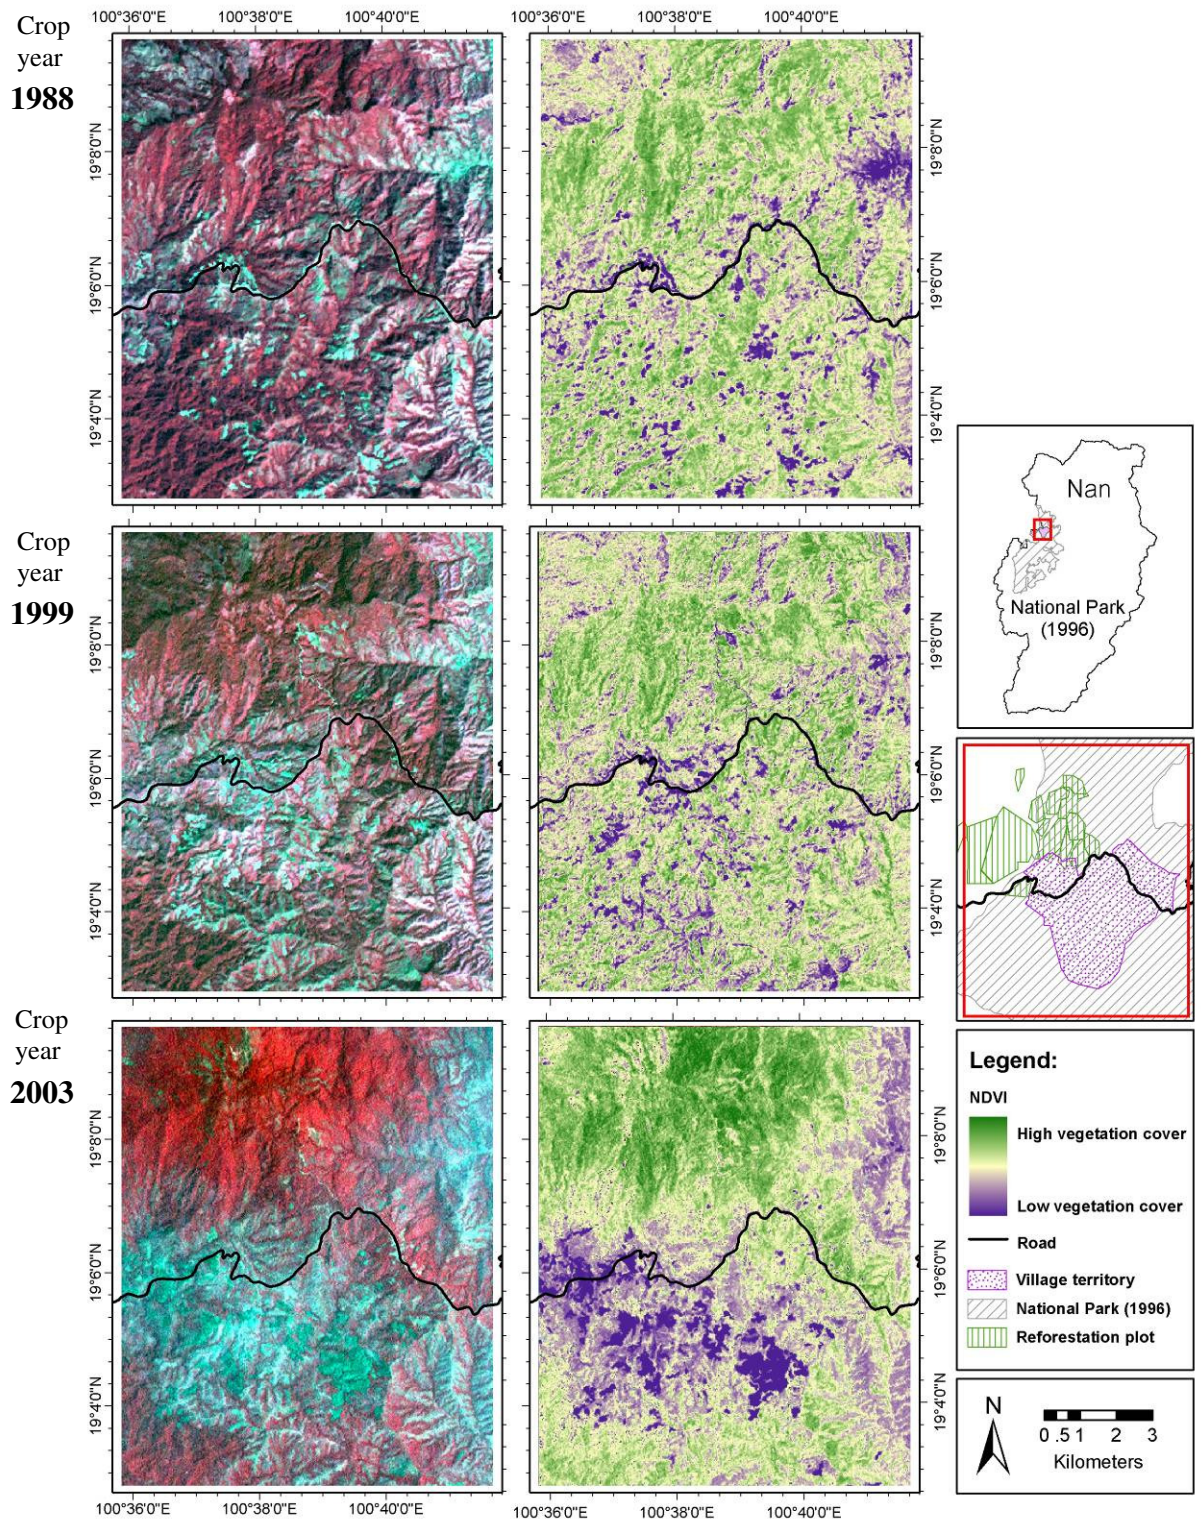 100°36'0"E 100°38'0"E 100°40'0"E
100°36'0"E 100°38'0"E 100°40'0"E
Crop
year
1988
19°8'0"N
19°6'0"N
19°4'0"N
19°8'0"N
19°6'0"N
19°4'0"N
Crop
year
1999
19°8'0"N
19°6'0"N
19°4'0"N
19°8'0"N
19°6'0"N
19°4'0"N
Crop
year
2003
19°8'0"N
19°6'0"N
19°4'0"N
19°8'0"N
19°6'0"N
19°4'0"N
100°36'0"E 100°38'0"E 100°40'0"E
100°36'0"E 100°38'0"E 100°40'0"E
Nan
National Park
(1996)
Legend:
NDVI
High vegetation cover
Low vegetation cover
Road
Village territory
National Park (1996)
Reforestation plot
N
0 .5 1 2 3
Kilometers